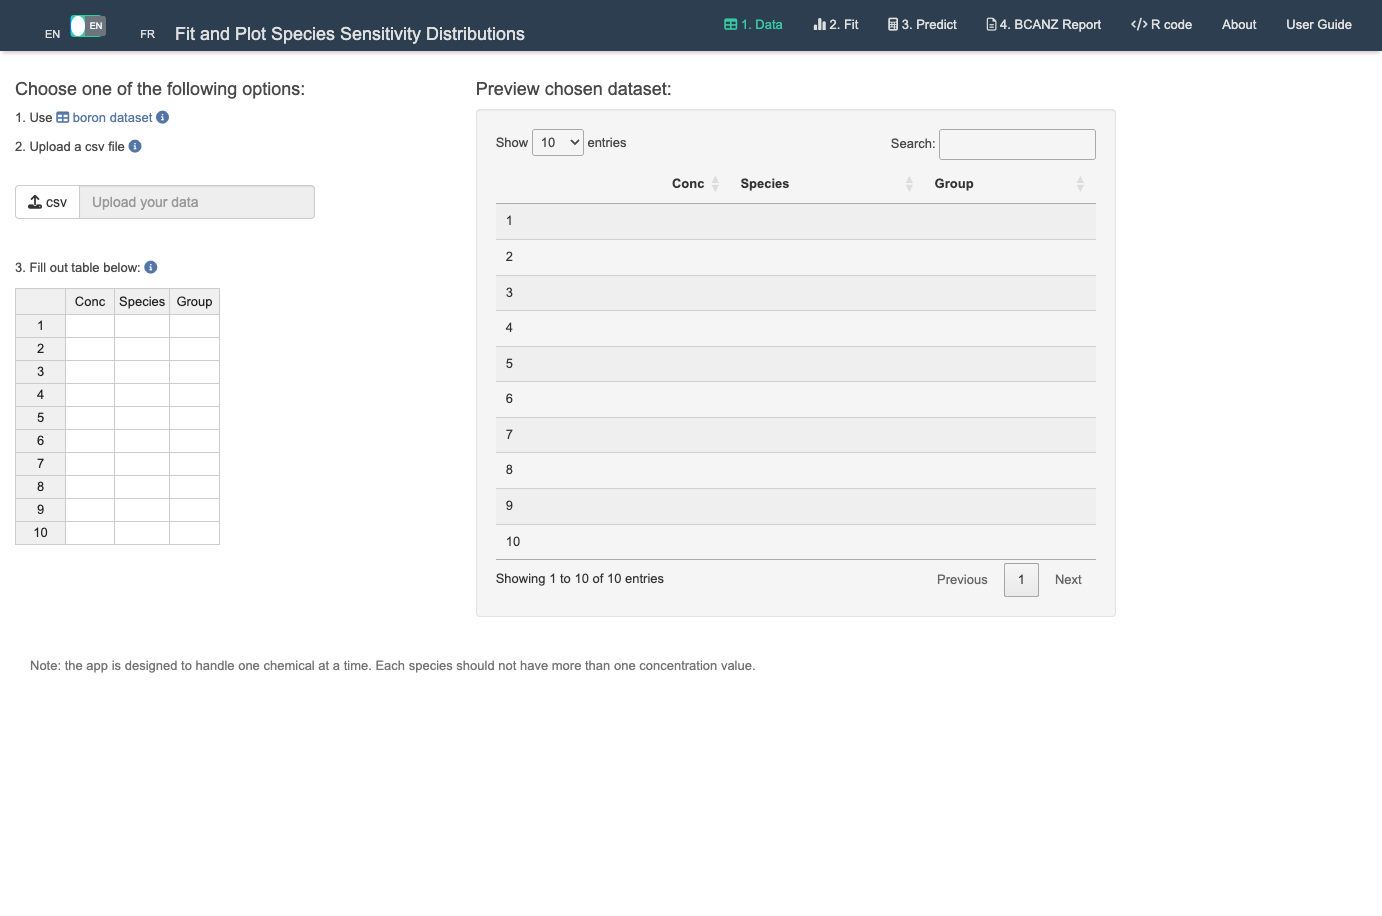 EN EN FR Fit and Plot Species Sensitivity Distributions 1. Data 2. Fit 3. Predict 4. BCANZ Report R code About User Guide
Choose one of the following options:
1. Use boron dataset
2. Upload a csv file
csv Upload your data
3. Fill out table below:
Conc Species Group
1
2
3
4
5
6
7
8
9
10
Preview chosen dataset:
Show 10 entries Search:
Conc Species Group
1
2
3
4
5
6
7
8
9
10
Showing 1 to 10 of 10 entries Previous 1 Next
Note: the app is designed to handle one chemical at a time. Each species should not have more than one concentration value.